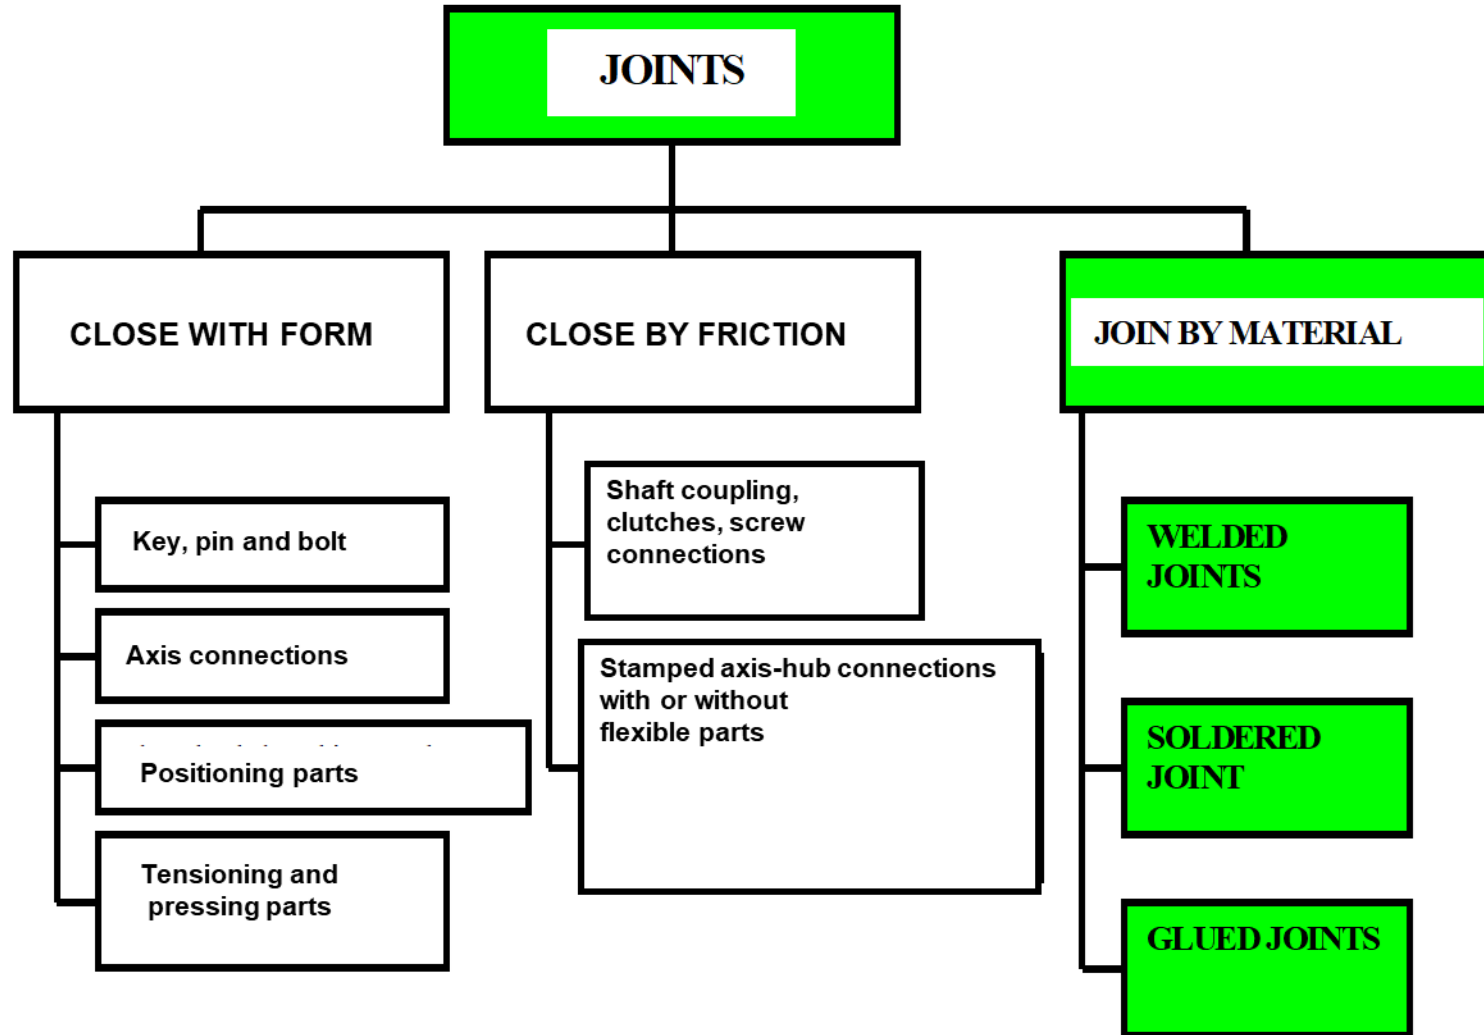 JOINTS
CLOSE WITH FORM
CLOSE BY FRICTION
JOIN BY MATERIAL
Key, pin and bolt
Axis connections
Positioning parts
Tensioning and
pressing parts
Shaft coupling,
clutches, screw
connections
Stamped axis-hub connections
with or without
flexible parts
WELDED
JOINTS
SOLDERED
JOINT
GLUED JOINTS